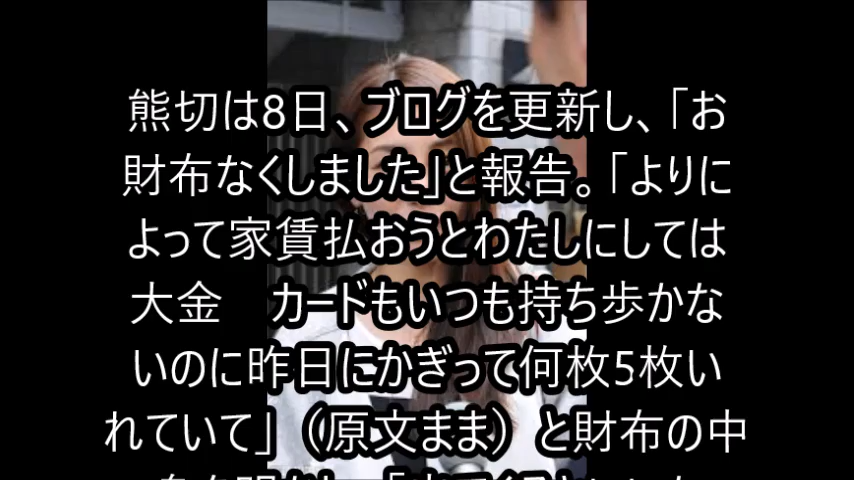 熊切は8日、ブログを更新し、「お
財布なくしました」と報告。「よりに
よって家賃払おうとわたしにしては
大金　カードもいつも持ち歩かな
いのに昨日にかぎって何枚5枚い
れていて」（原文まま）と財布の中